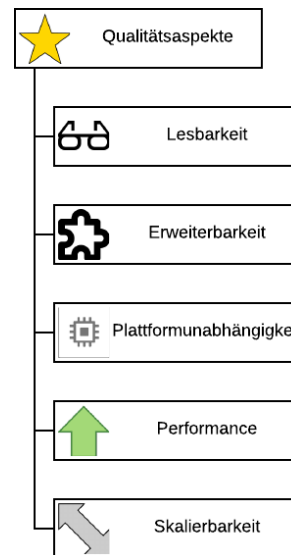 Qualitätsaspekte
Lesbarkeit
Erweiterbarkeit
Plattformunabhängigke
Performance
Skalierbarkeit